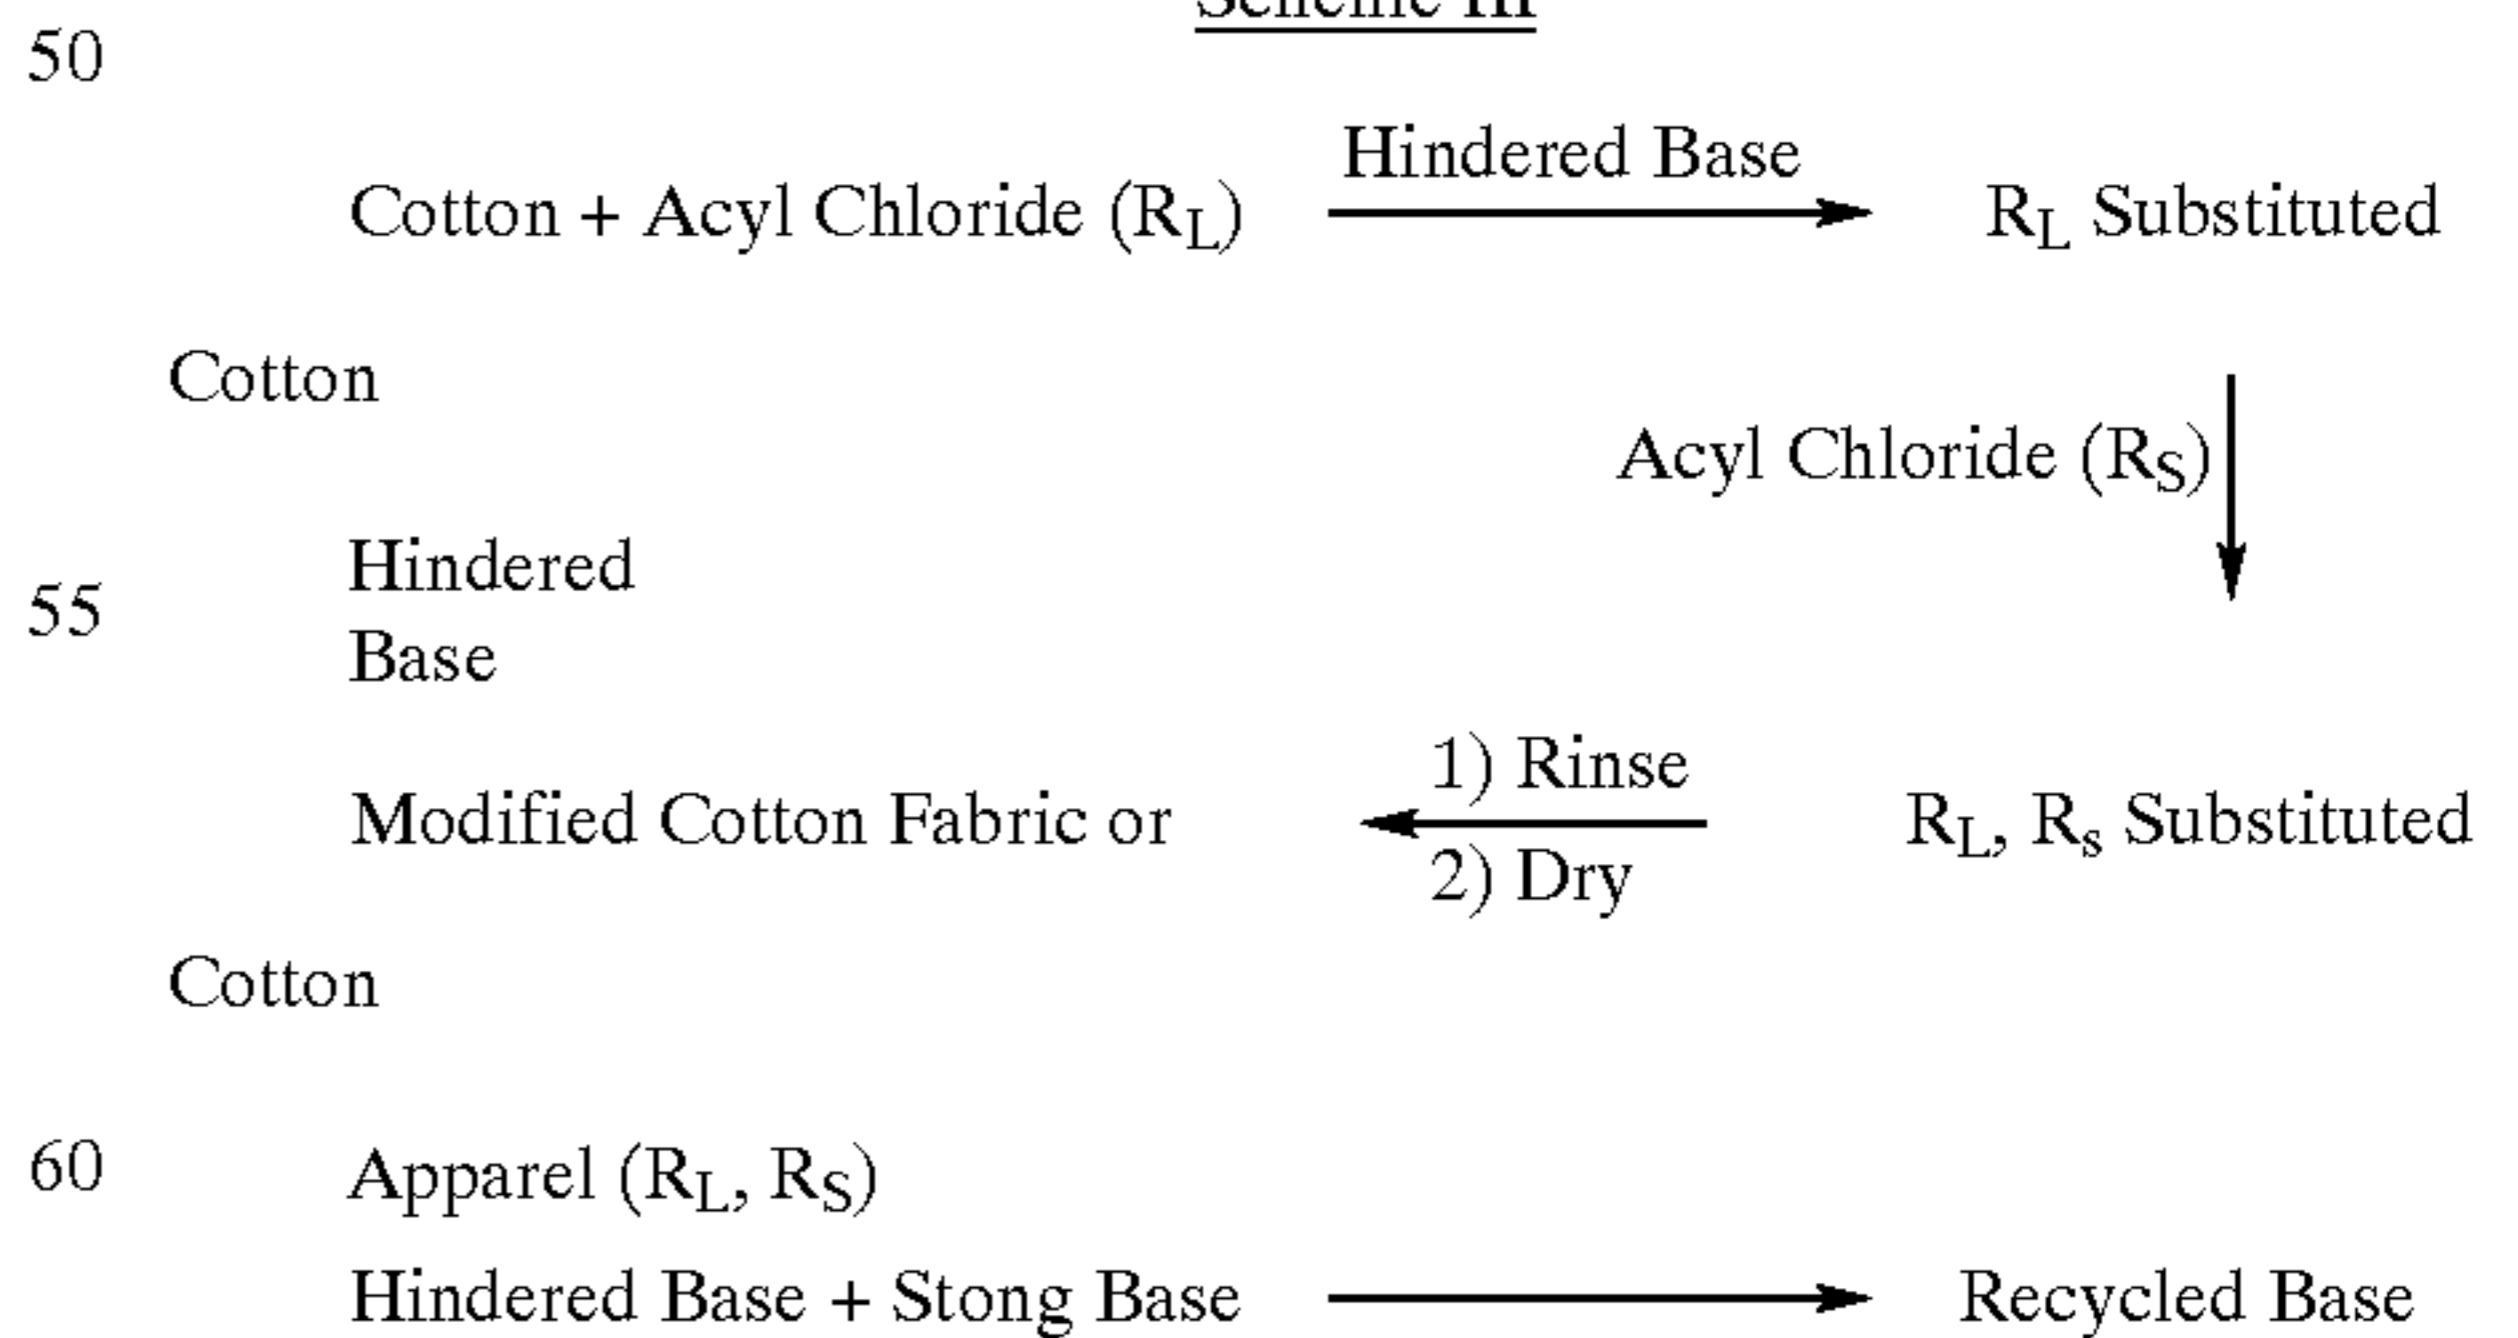 Scheme III
50
Hindered Base
Cotton + Acyl Chloride (RL) RL Substituted
Cotton
Acyl Chloride (RS)
Hindered
55
Base
1) Rinse
Modified Cotton Fabric or RL, Rs Substituted
2) Dry
Cotton
60 Apparel (RL, RS)
Hindered Base + Stong Base Recycled Base